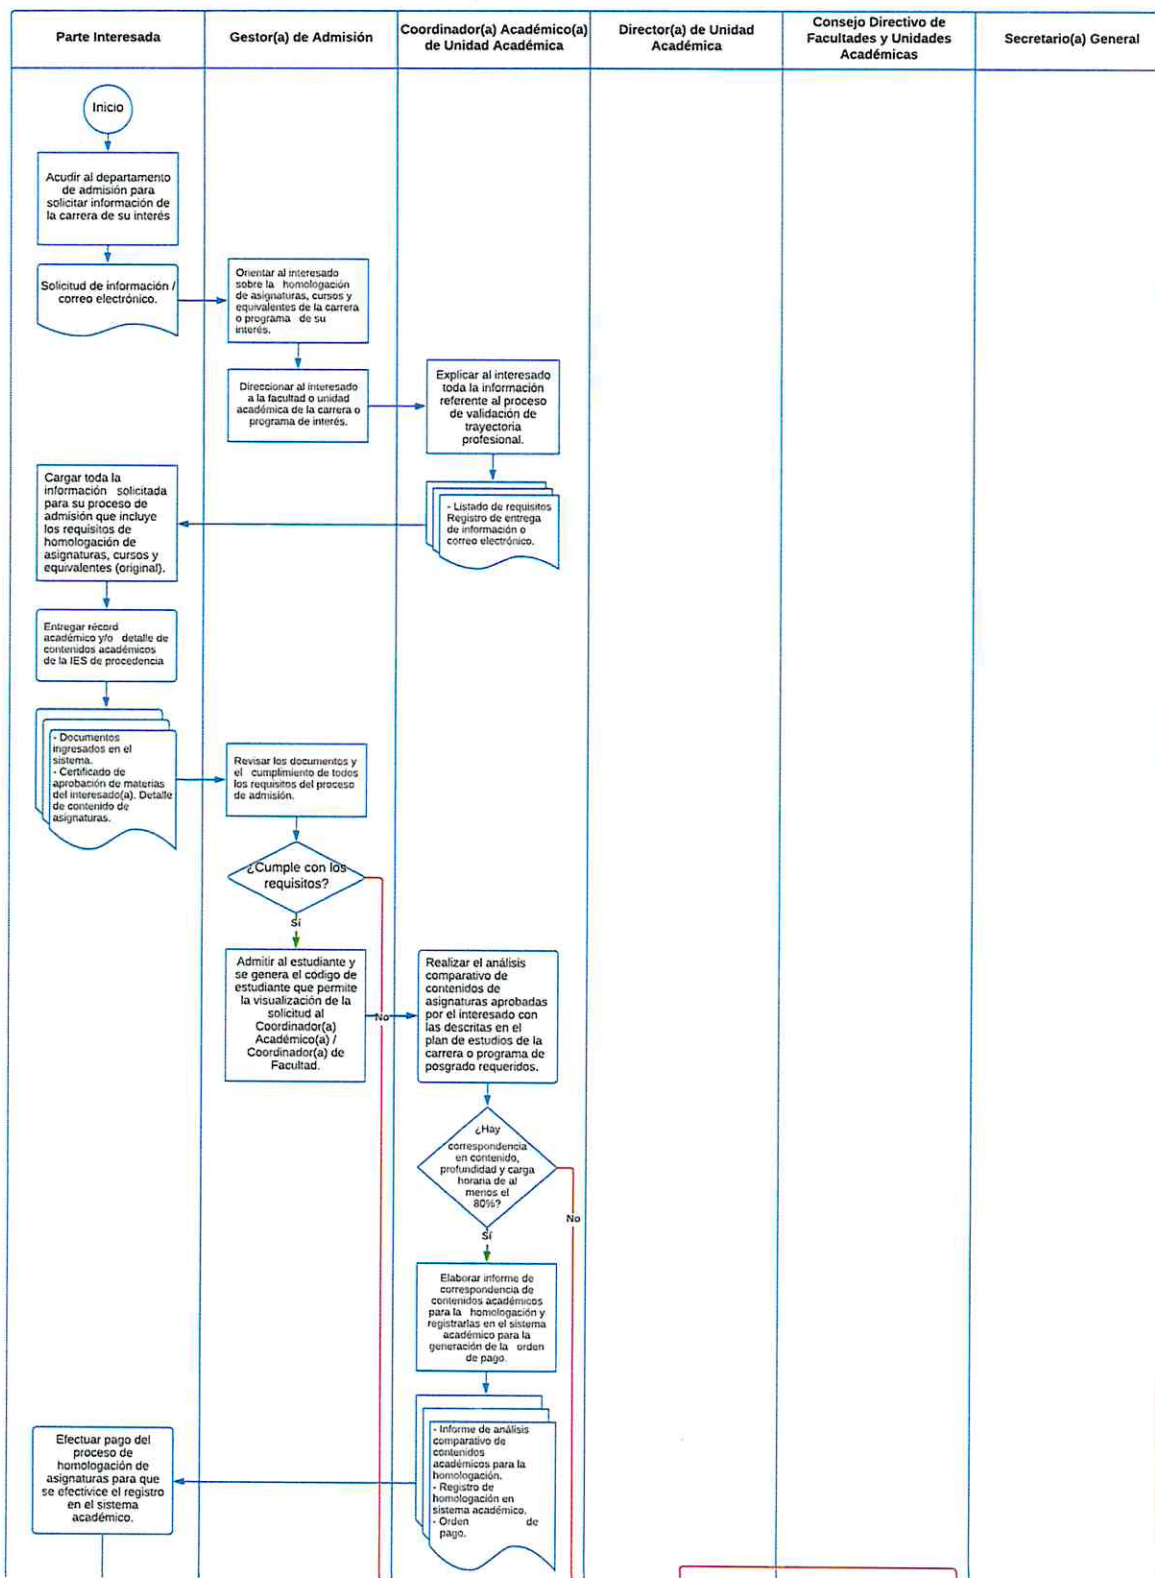 Parte Interesada
Gestor(a) de Admisión
Coordinador(a) Académico(a)
de Unidad Académica
Director(a) de Unidad
Académica
Consejo Directivo de
Facultades y Unidades
Académicas
Secretario(a) General
Inicio
Acudir al departamento
de admisión para
solicitar información de
la carrera de su interés
Solicitud de información /
correo electrónico.
Orientar al interesado
sobre la homologación
de asignaturas, cursos y
equivalentes de la carrera
o programa de su
interés.
Direccionar al interesado
a la facultad o unidad
académica de la carrera o
programa de interés.
Explicar al interesado
toda la información
referente al proceso
de validación de
trayectoria
profesional.
- Listado de requisitos
Registro de entrega
de información o
correo electrónico.
Cargar toda la
información solicitada
para su proceso de
admisión que incluye
los requisitos de
homologación de
asignaturas, cursos y
equivalentes (original).
Entregar récord
académico y/o detalle de
contenidos académicos
de la IES de procedencia
- Documentos
ingresados en el
sistema.
- Certificado de
aprobación de materias
del interesado(a). Detalle
de contenido de
asignaturas.
Revisar los documentos y
el cumplimiento de todos
los requisitos del proceso
de admisión.
¿Cumple con los
requisitos?
Sí
Admitir al estudiante y
se genera el código de
estudiante que permite
la visualización de la
solicitud al
Coordinador(a)
Académico(a) /
Coordinador(a) de
Facultad.
No
Realizar el análisis
comparativo de
contenidos de
asignaturas aprobadas
por el interesado con
las descritas en el
plan de estudios de la
carrera o programa de
posgrado requeridos.
¿Hay
correspondencia
en contenido,
profundidad y carga
horaria de al
menos el
80%?
No
Sí
Elaborar informe de
correspondencia de
contenidos académicos
para la homologación y
registrarlas en el sistema
académico para la
generación de la orden
de pago.
- Informe de análisis
comparativo de
contenidos
académicos para la
homologación.
- Registro de
homologación en
sistema académico.
- Orden de
pago.
Efectuar pago del
proceso de
homologación de
asignaturas para que
se efectivice el registro
en el sistema
académico.